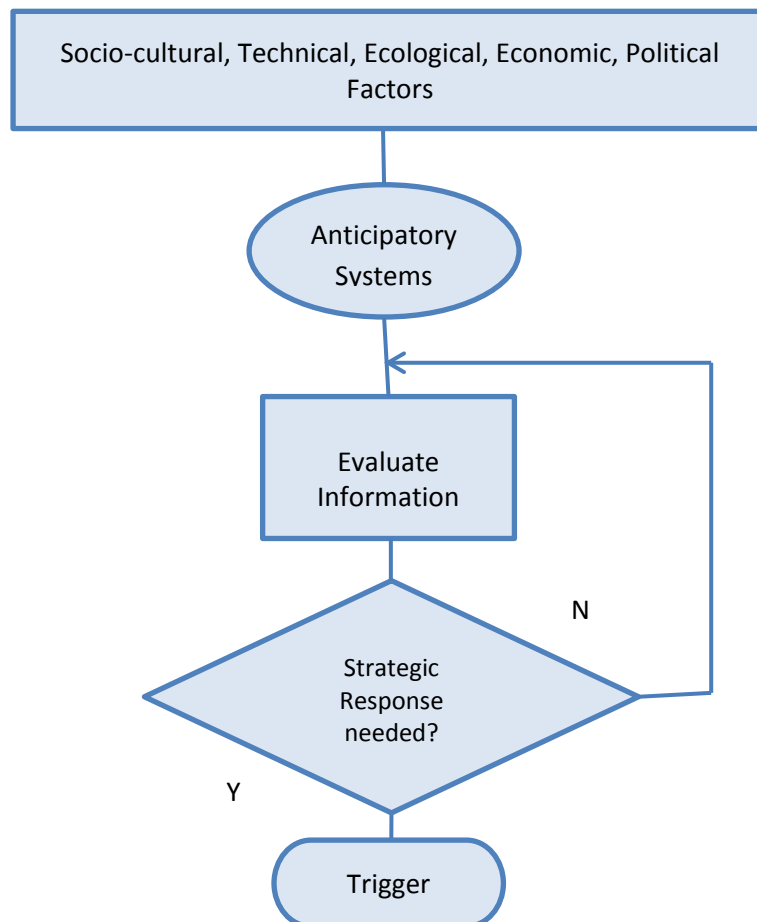 Socio-cultural, Technical, Ecological, Economic, Political
Factors
Anticipatory
Systems
Evaluate
Information
N
Strategic
Response
needed?
Y
Trigger